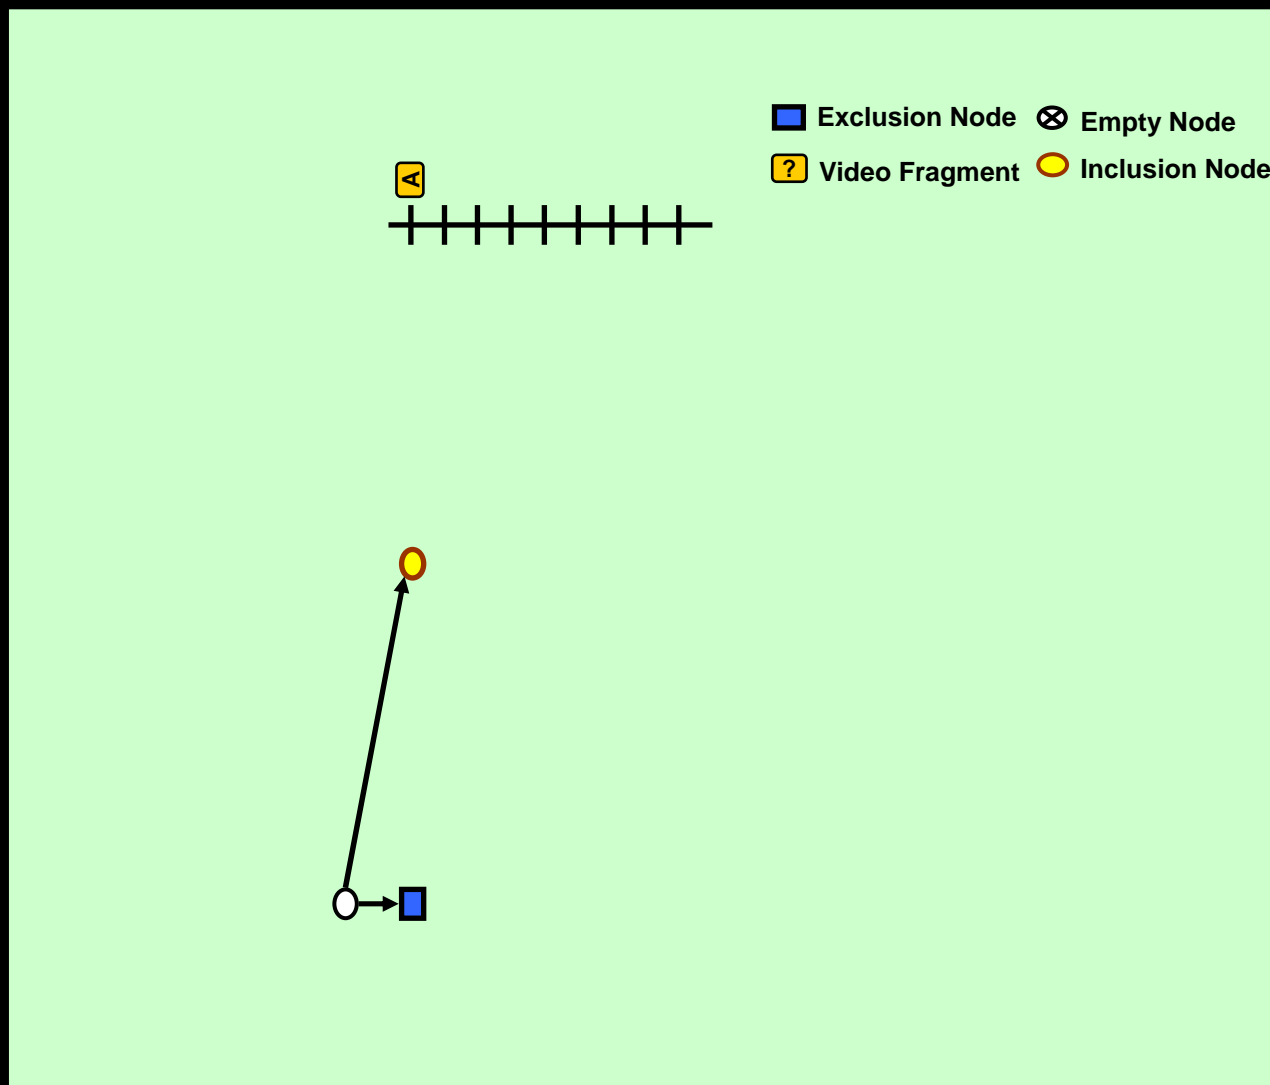 Exclusion Node
Empty Node
? Video Fragment
Inclusion Node
A